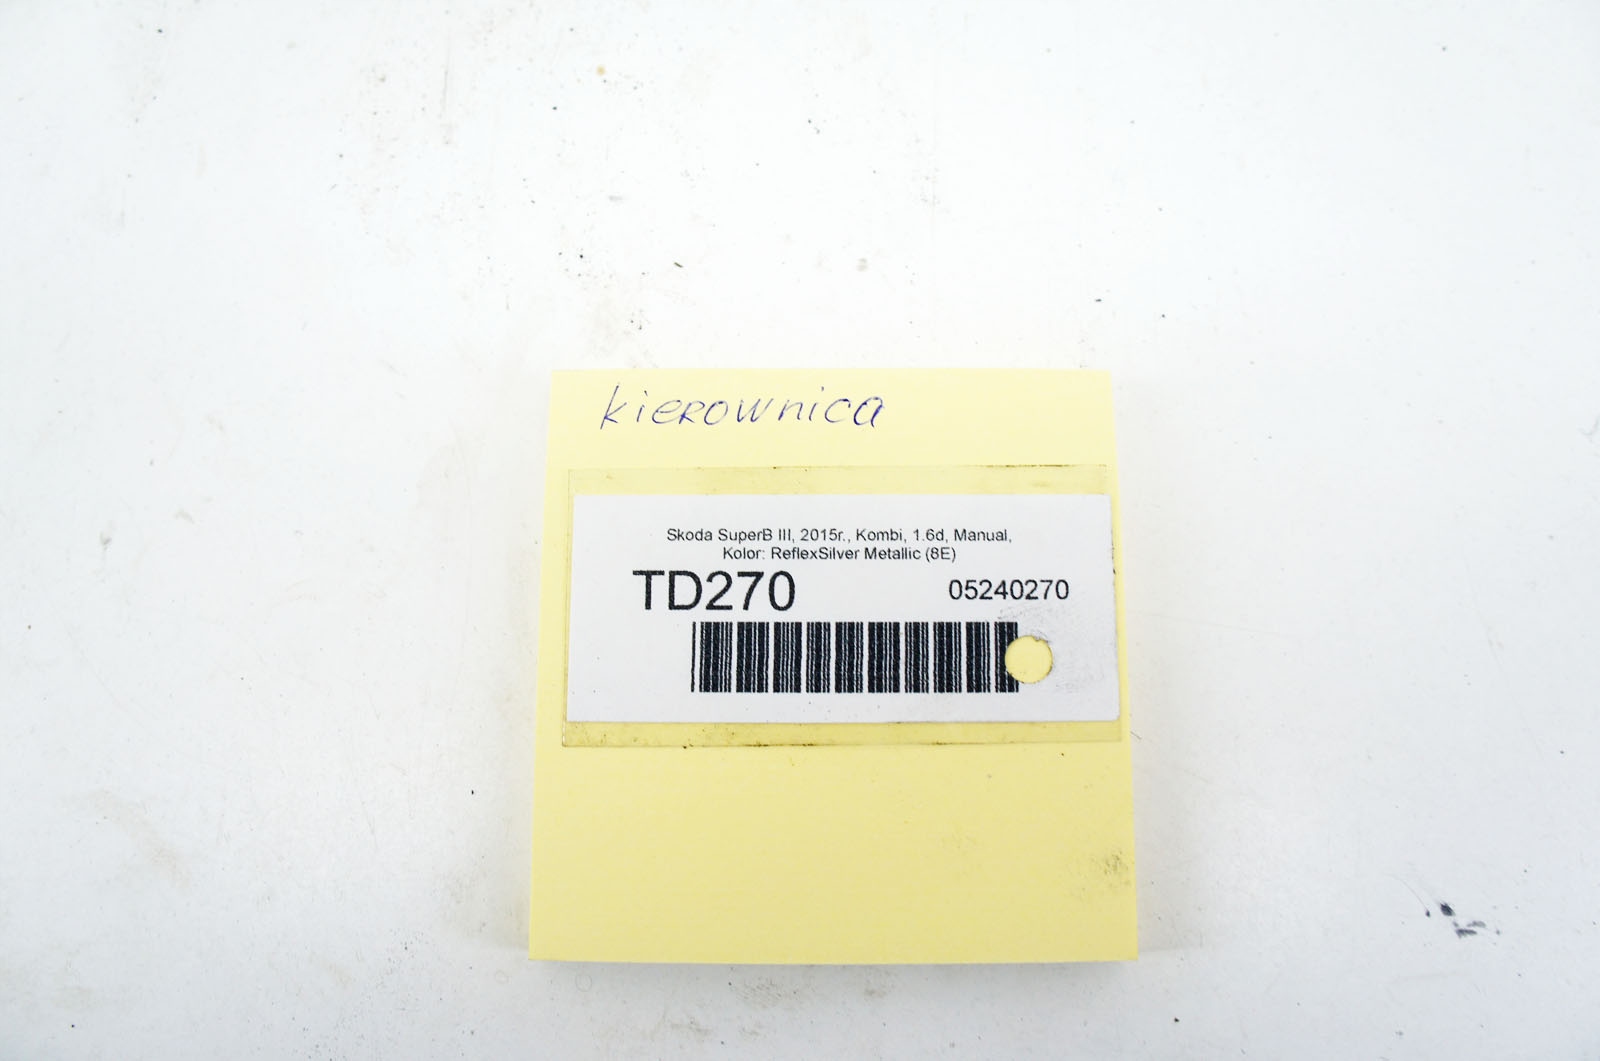 kierownica
Skoda SuperB III, 2015r., Kombi, 1.6d, Manual,
Kolor: ReflexSilver Metallic (8E)
TD270 05240270